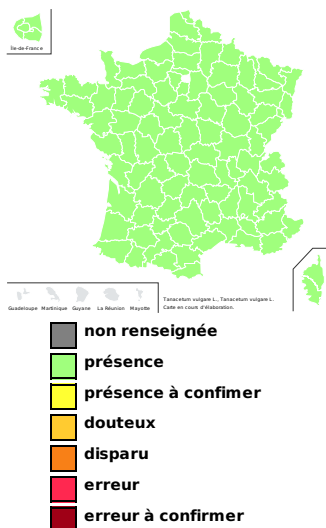 Île-de-France
Guadeloupe Martinique Guyane La Réunion Mayotte
Tanacetum vulgare L., Tanacetum vulgare L.
Carte en cours d'élaboration.
non renseignée
présence
présence à confimer
douteux
disparu
erreur
erreur à confirmer